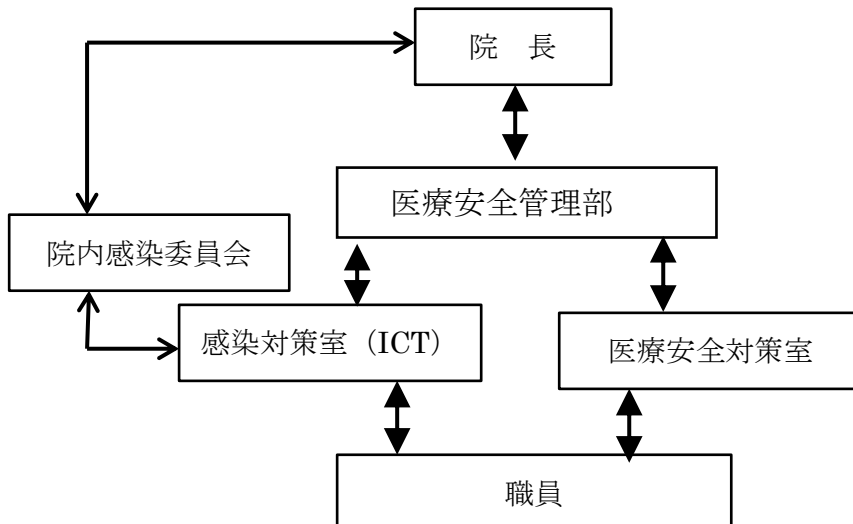 院　長
医療安全管理部
院内感染委員会
感染対策室（ICT）
医療安全対策室
職員